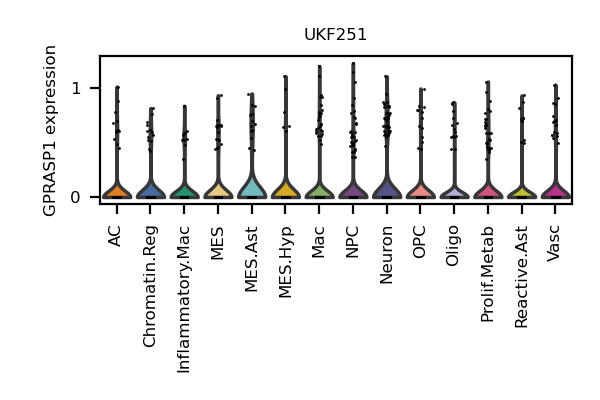 UKF251
GPRASP1 expression
1
0
AC
Chromatin.Reg
Inflammatory.Mac
MES
MES.Ast
MES.Hyp
Mac
NPC
Neuron
OPC
Oligo
Prolif.Metab
Reactive.Ast
Vasc